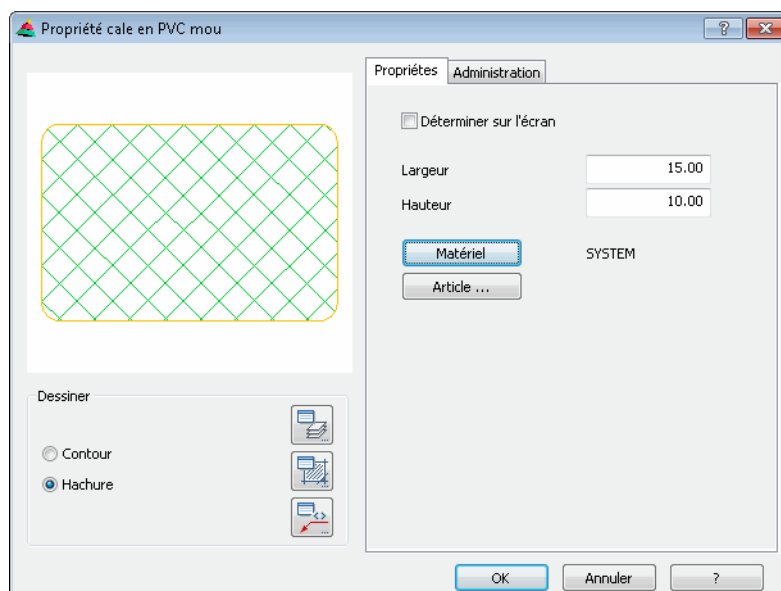 Propriété cale en PVC mou
?
Propriétes
Administration
Déterminer sur l'écran
Largeur 15.00
Hauteur 10.00
Matériel SYSTEM
Article ...
Dessiner
Contour
Hachure
OK
Annuler
?